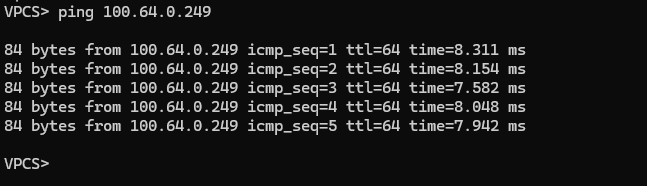 VPCS> ping 100.64.0.249
84 bytes from 100.64.0.249 icmp_seq=1 ttl=64 time=8.311 ms
84 bytes from 100.64.0.249 icmp_seq=2 ttl=64 time=8.154 ms
84 bytes from 100.64.0.249 icmp_seq=3 ttl=64 time=7.582 ms
84 bytes from 100.64.0.249 icmp_seq=4 ttl=64 time=8.048 ms
84 bytes from 100.64.0.249 icmp_seq=5 ttl=64 time=7.942 ms
VPCS>